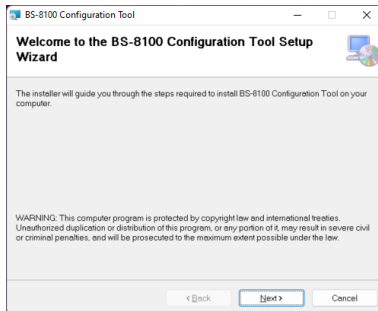 BS-8100 Configuration Tool
Welcome to the BS-8100 Configuration Tool Setup
Wizard
The installer will guide you through the steps required to install BS-8100 Configuration Tool on your
computer.
WARNING: This computer program is protected by copyright law and international treaties.
Unauthorized duplication or distribution of this program, or any portion of it, may result in severe civil
or criminal penalties, and will be prosecuted to the maximum extent possible under the law.
< Back
Next >
Cancel